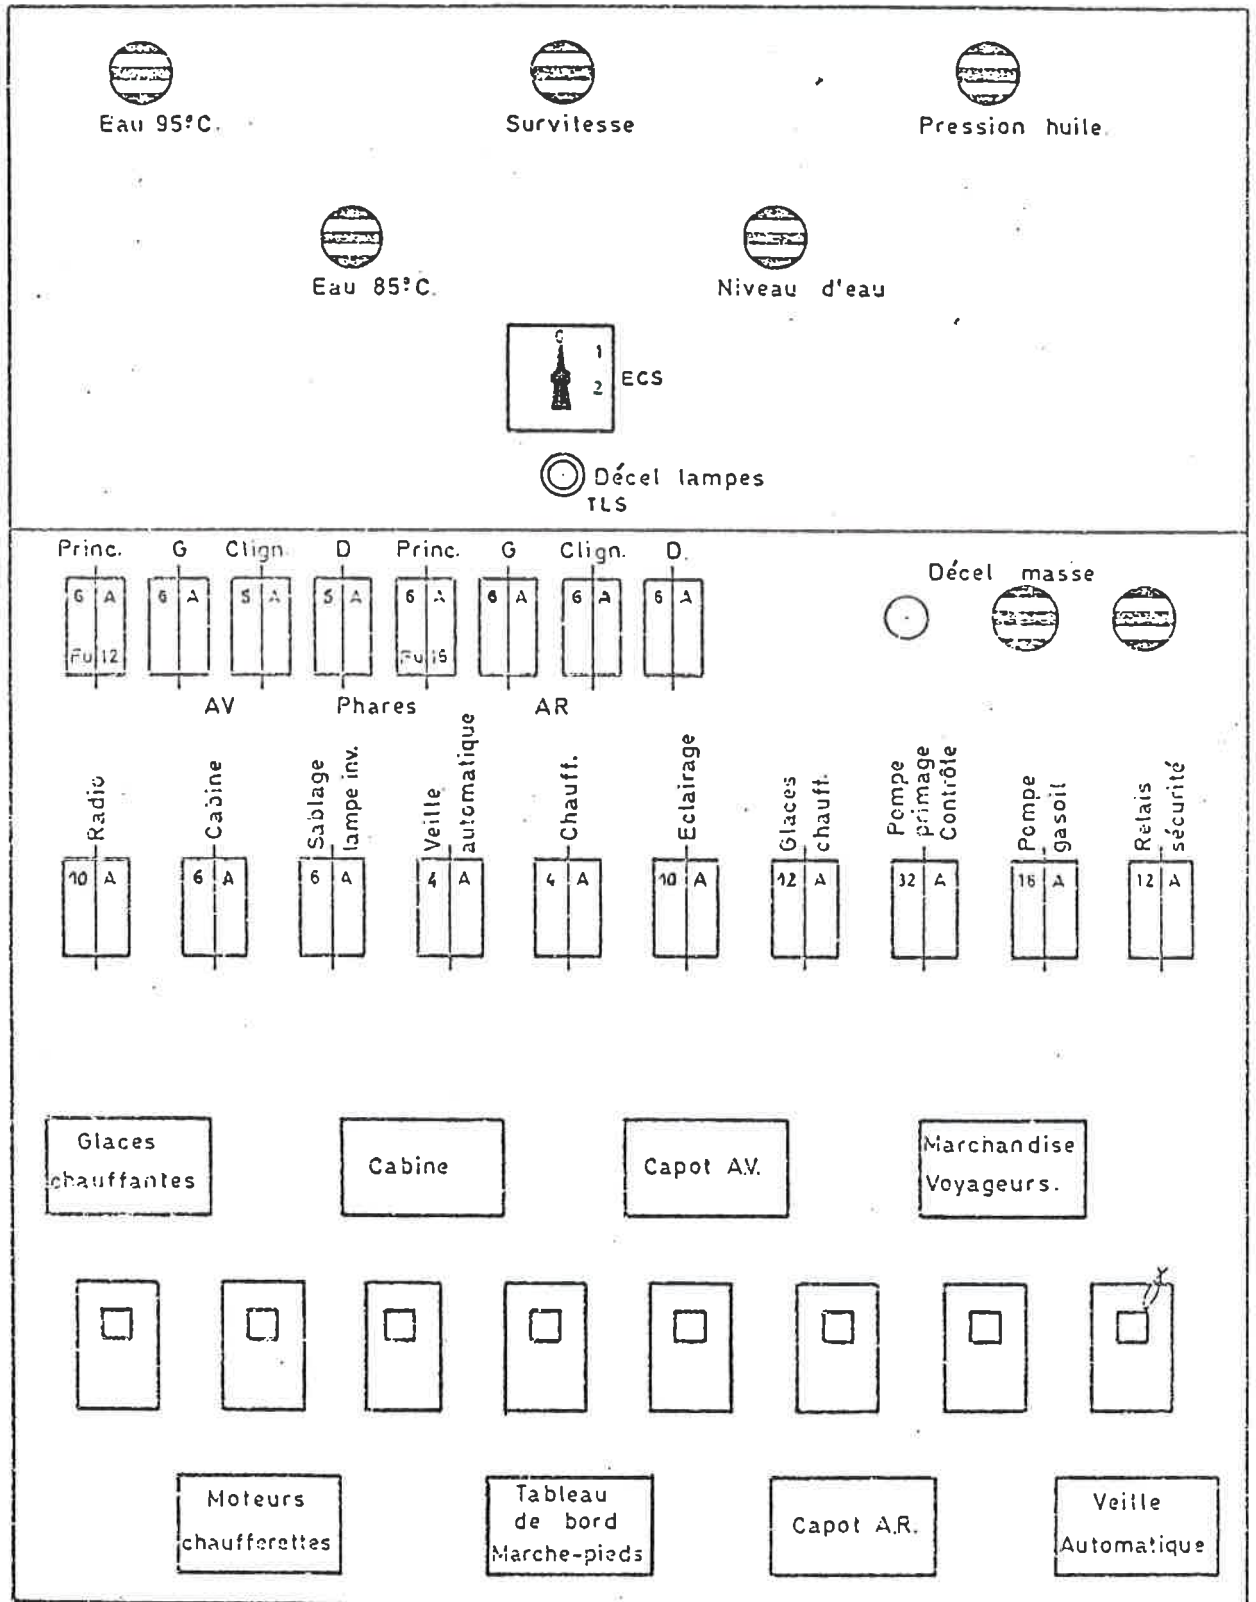 Eau 95°C.
Survitesse
Pression huile.
Eau 85°C.
Niveau d'eau
1
2
ECS
Décel lampes
TLS
Princ. G Clign. D Princ. G Clign. D.
6 A 6 A 5 A 5 A 6 A 6 A 6 A 6 A
Fu 12
AV Phares AR
Décel masse
Radio
Cabine
Sablage
lampe inv.
Veille
automatique
Chauff.
Eclairage
Glaces
chauff.
Pompe
primage
Contrôle
Pompe
gasoil
Relais
sécurité
10 A 6 A 6 A 4 A 4 A 10 A 12 A 32 A 16 A 12 A
Glaces
chauffantes
Cabine
Capot A.V.
Marchandise
Voyageurs.
Moteurs
chaufferettes
Tableau
de bord
Marche-pieds
Capot A.R.
Veille
Automatique